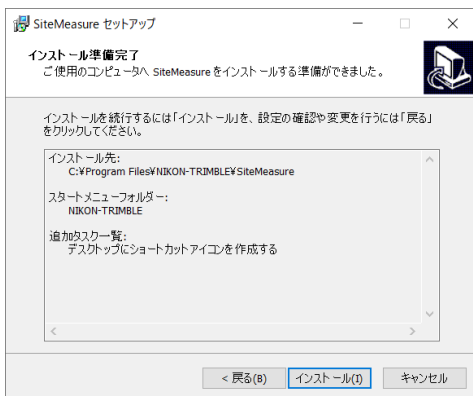 SiteMeasure セットアップ
インストール準備完了
ご使用のコンピュータへ SiteMeasure をインストールする準備ができました。
インストールを続行するには「インストール」を、設定の確認や変更を行うには「戻る」
をクリックしてください。
インストール先:
C:¥Program Files¥NIKON-TRIMBLE¥SiteMeasure
スタートメニューフォルダー:
NIKON-TRIMBLE
追加タスク一覧:
デスクトップにショートカットアイコンを作成する
< 戻る(B)
インストール(I)
キャンセル